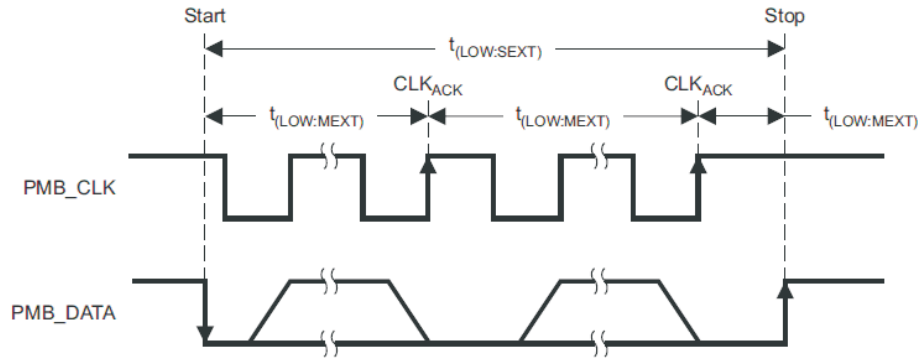 Start Stop
t(LOW:SEXT)
CLKACK CLKACK
t(LOW:MEXT) t(LOW:MEXT) t(LOW:MEXT)
PMB_CLK
PMB_DATA